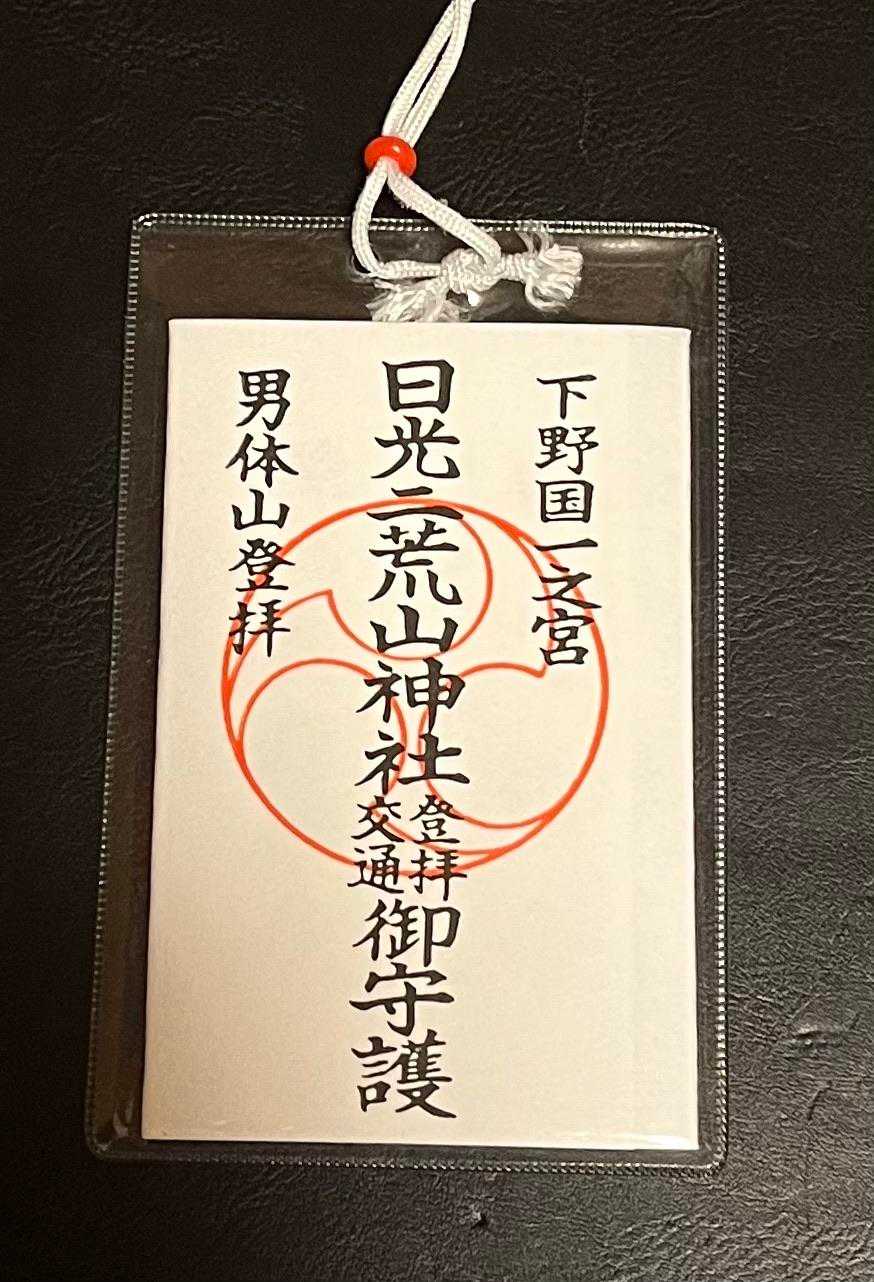 下野国一之宮
日光二荒山神社
登拝
交通
御守護
男体山登拝